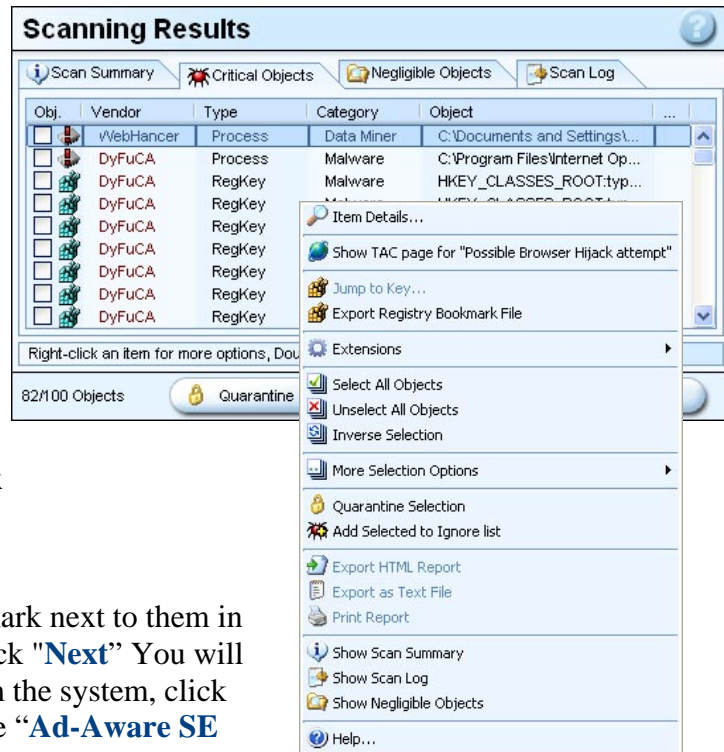 Scanning Results
Scan Summary Critical Objects Negligible Objects Scan Log
Obj. Vendor Type Category Object ...
WebHancer Process Data Miner C:\Documents and Settings\...
DyFuCA Process Malware C:\Program Files\Internet Op...
DyFuCA RegKey Malware HKEY_CLASSES_ROOT:typ...
DyFuCA RegKey
DyFuCA RegKey
DyFuCA RegKey
DyFuCA RegKey
DyFuCA RegKey
DyFuCA RegKey
Right-click an item for more options, Dou
82/100 Objects Quarantine
Item Details...
Show TAC page for "Possible Browser Hijack attempt"
Jump to Key...
Export Registry Bookmark File
Extensions
Select All Objects
Unselect All Objects
Inverse Selection
More Selection Options
Quarantine Selection
Add Selected to Ignore list
Export HTML Report
Export as Text File
Print Report
Show Scan Summary
Show Scan Log
Show Negligible Objects
Help...
ark next to them in
ck "Next” You will
n the system, click
e “Ad-Aware SE